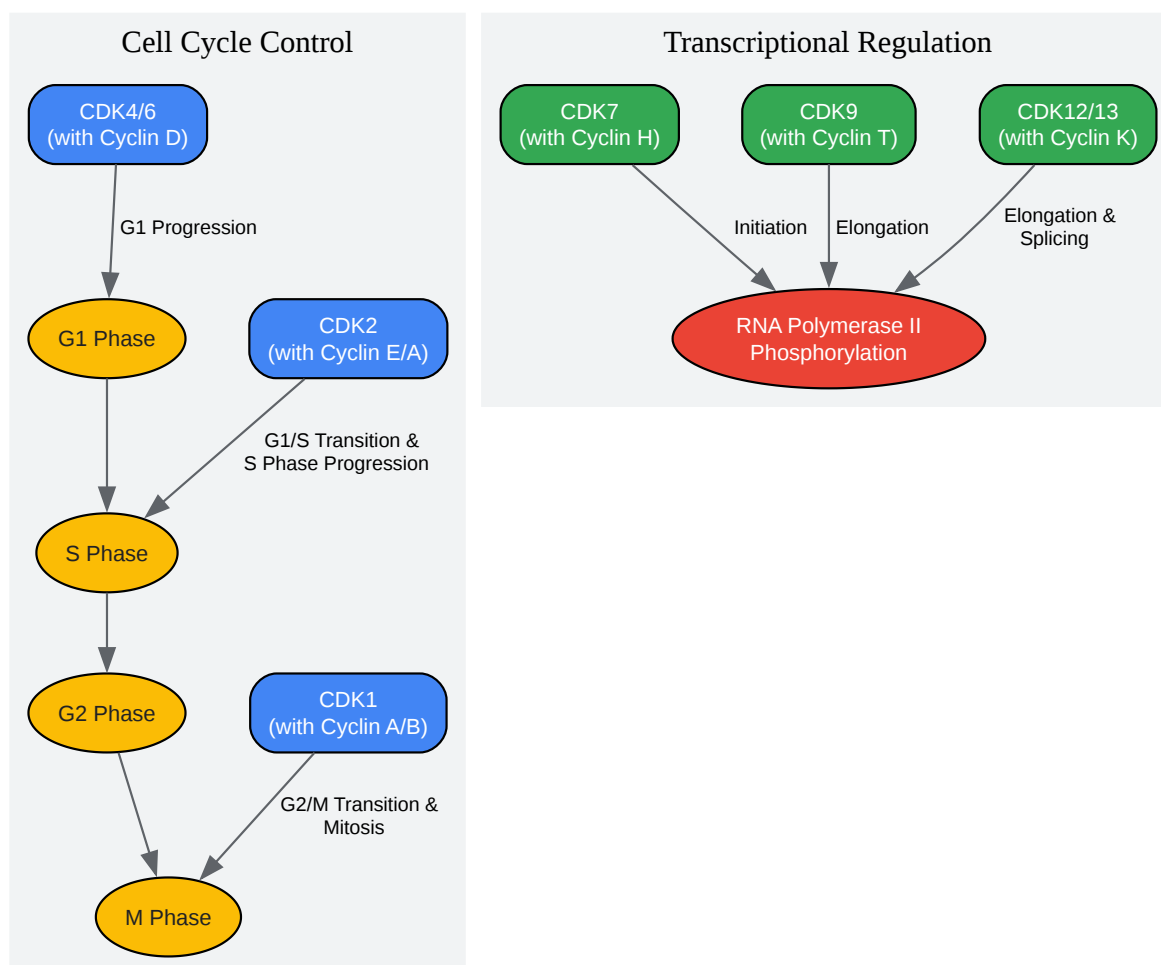 Cell Cycle Control
CDK4/6
(with Cyclin D)
G1 Progression
G1 Phase
CDK2
(with Cyclin E/A)
G1/S Transition &
S Phase Progression
S Phase
G2 Phase
CDK1
(with Cyclin A/B)
G2/M Transition &
Mitosis
M Phase
Transcriptional Regulation
CDK7
(with Cyclin H)
CDK9
(with Cyclin T)
CDK12/13
(with Cyclin K)
Initiation
Elongation
Elongation &
Splicing
RNA Polymerase II
Phosphorylation